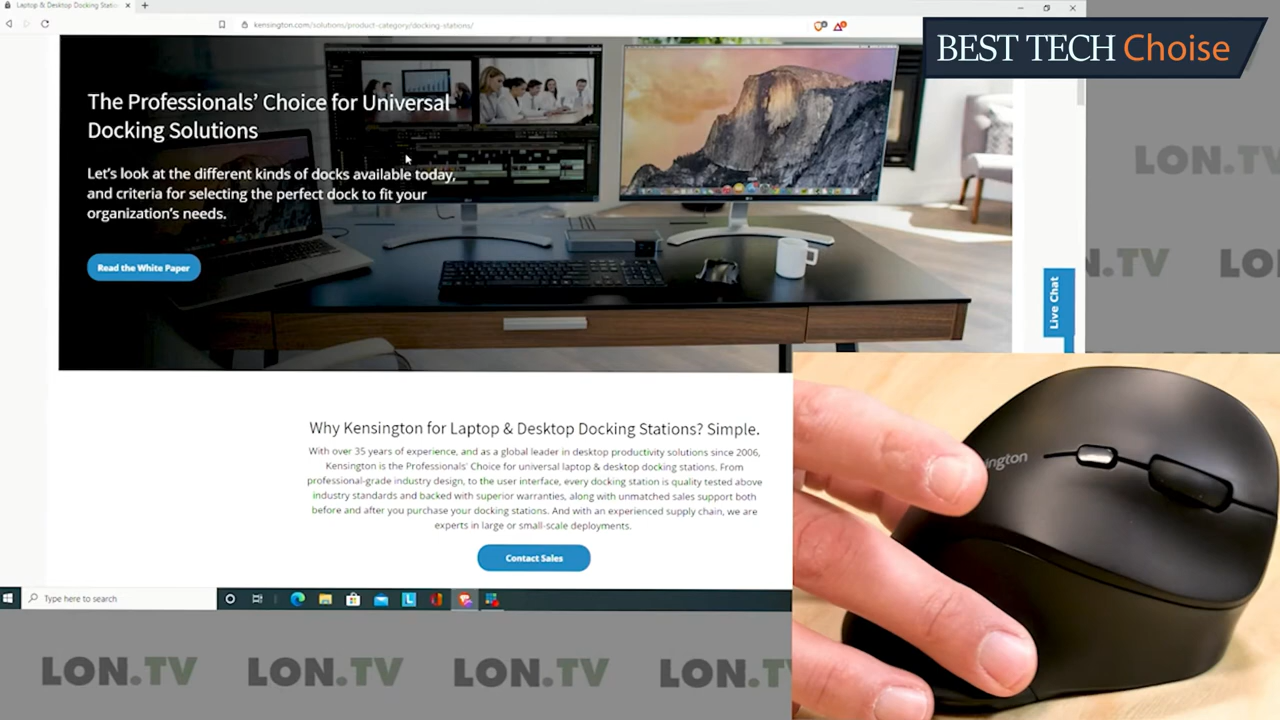 Laptop & Desktop Docking Statio
kensington.com/solutions/product-category/docking-stations/
BEST TECH Choise
The Professionals' Choice for Universal
Docking Solutions
Let's look at the different kinds of docks available today,
and criteria for selecting the perfect dock to fit your
organization's needs.
Read the White Paper
Live Chat
LON.TV
N.TV LO
Why Kensington for Laptop & Desktop Docking Stations? Simple.
With over 35 years of experience, and as a global leader in desktop productivity solutions since 2006,
Kensington is the Professionals' Choice for universal laptop & desktop docking stations. From
professional-grade industry design, to the user interface, every docking station is quality tested above
industry standards and backed with superior warranties, along with unmatched sales support both
before and after you purchase your docking stations. And with an experienced supply chain, we are
experts in large or small-scale deployments.
Contact Sales
ington
Type here to search
LON.TV LON.TV LON.TV LON.T